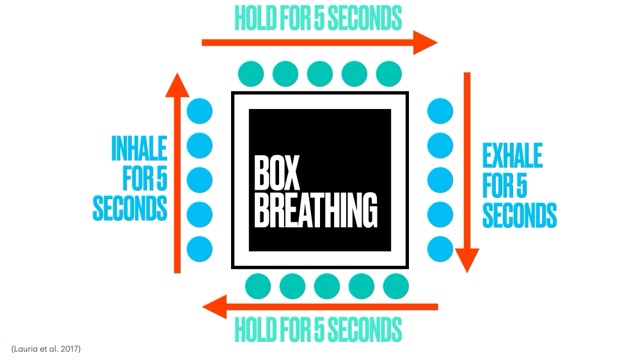 HOLD FOR 5 SECONDS
INHALE
FOR 5
SECONDS
BOX
BREATHING
EXHALE
FOR 5
SECONDS
HOLD FOR 5 SECONDS
(Lauria et al. 2017)